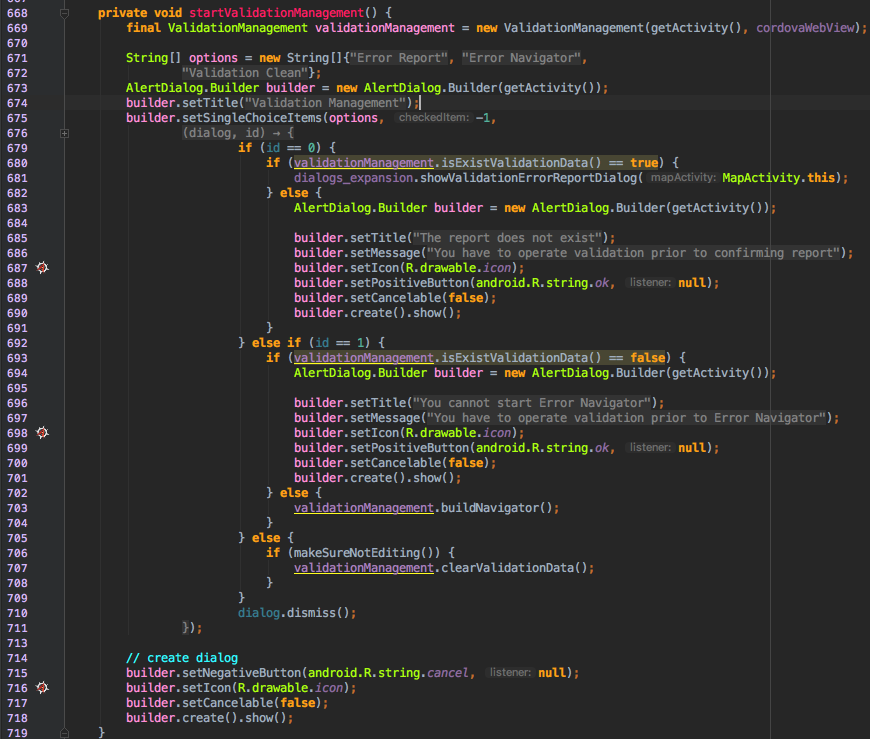 668 private void startValidationManagement() {
669 final ValidationManagement validationManagement = new ValidationManagement(getActivity(), cordovaWebView);
670
671 String[] options = new String[]{"Error Report", "Error Navigator",
672 "Validation Clean"};
673 AlertDialog.Builder builder = new AlertDialog.Builder(getActivity());
674 builder.setTitle("Validation Management");
675 builder.setSingleChoiceItems(options, checkedItem: -1,
676 (dialog, id) → {
679 if (id == 0) {
680 if (validationManagement.isExistValidationData() == true) {
681 dialogs_expansion.showValidationErrorReportDialog( mapActivity: MapActivity.this);
682 } else {
683 AlertDialog.Builder builder = new AlertDialog.Builder(getActivity());
684
685 builder.setTitle("The report does not exist");
686 builder.setMessage("You have to operate validation prior to confirming report");
687 builder.setIcon(R.drawable.icon);
688 builder.setPositiveButton(android.R.string.ok, listener: null);
689 builder.setCancelable(false);
690 builder.create().show();
691 }
692 } else if (id == 1) {
693 if (validationManagement.isExistValidationData() == false) {
694 AlertDialog.Builder builder = new AlertDialog.Builder(getActivity());
695
696 builder.setTitle("You cannot start Error Navigator");
697 builder.setMessage("You have to operate validation prior to Error Navigator");
698 builder.setIcon(R.drawable.icon);
699 builder.setPositiveButton(android.R.string.ok, listener: null);
700 builder.setCancelable(false);
701 builder.create().show();
702 } else {
703 validationManagement.buildNavigator();
704 }
705 } else {
706 if (makeSureNotEditing()) {
707 validationManagement.clearValidationData();
708 }
709 }
710 dialog.dismiss();
711 });
713
714 // create dialog
715 builder.setNegativeButton(android.R.string.cancel, listener: null);
716 builder.setIcon(R.drawable.icon);
717 builder.setCancelable(false);
718 builder.create().show();
719 }